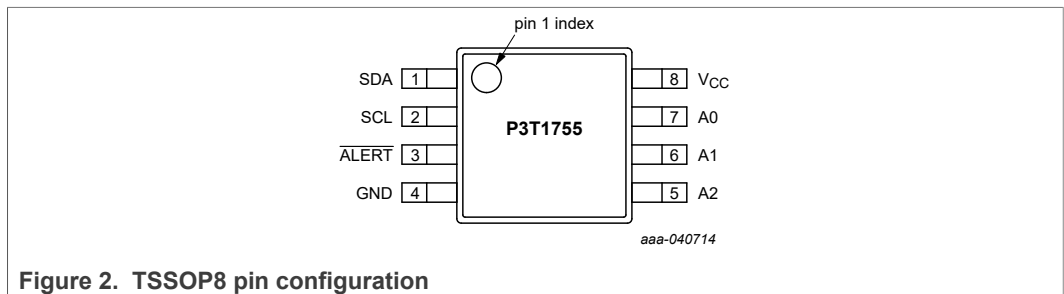 pin 1 index
SDA 1 8 VCC
SCL 2 7 A0
P3T1755
ALERT 3 6 A1
GND 4 5 A2
aaa-040714
Figure 2. TSSOP8 pin configuration